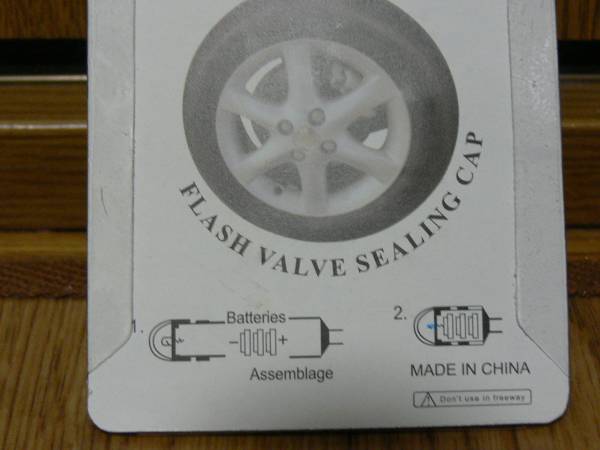 FLASH VALVE SEALING CAP
1.
Batteries
- +
Assemblage
2.
MADE IN CHINA
Don't use in freeway